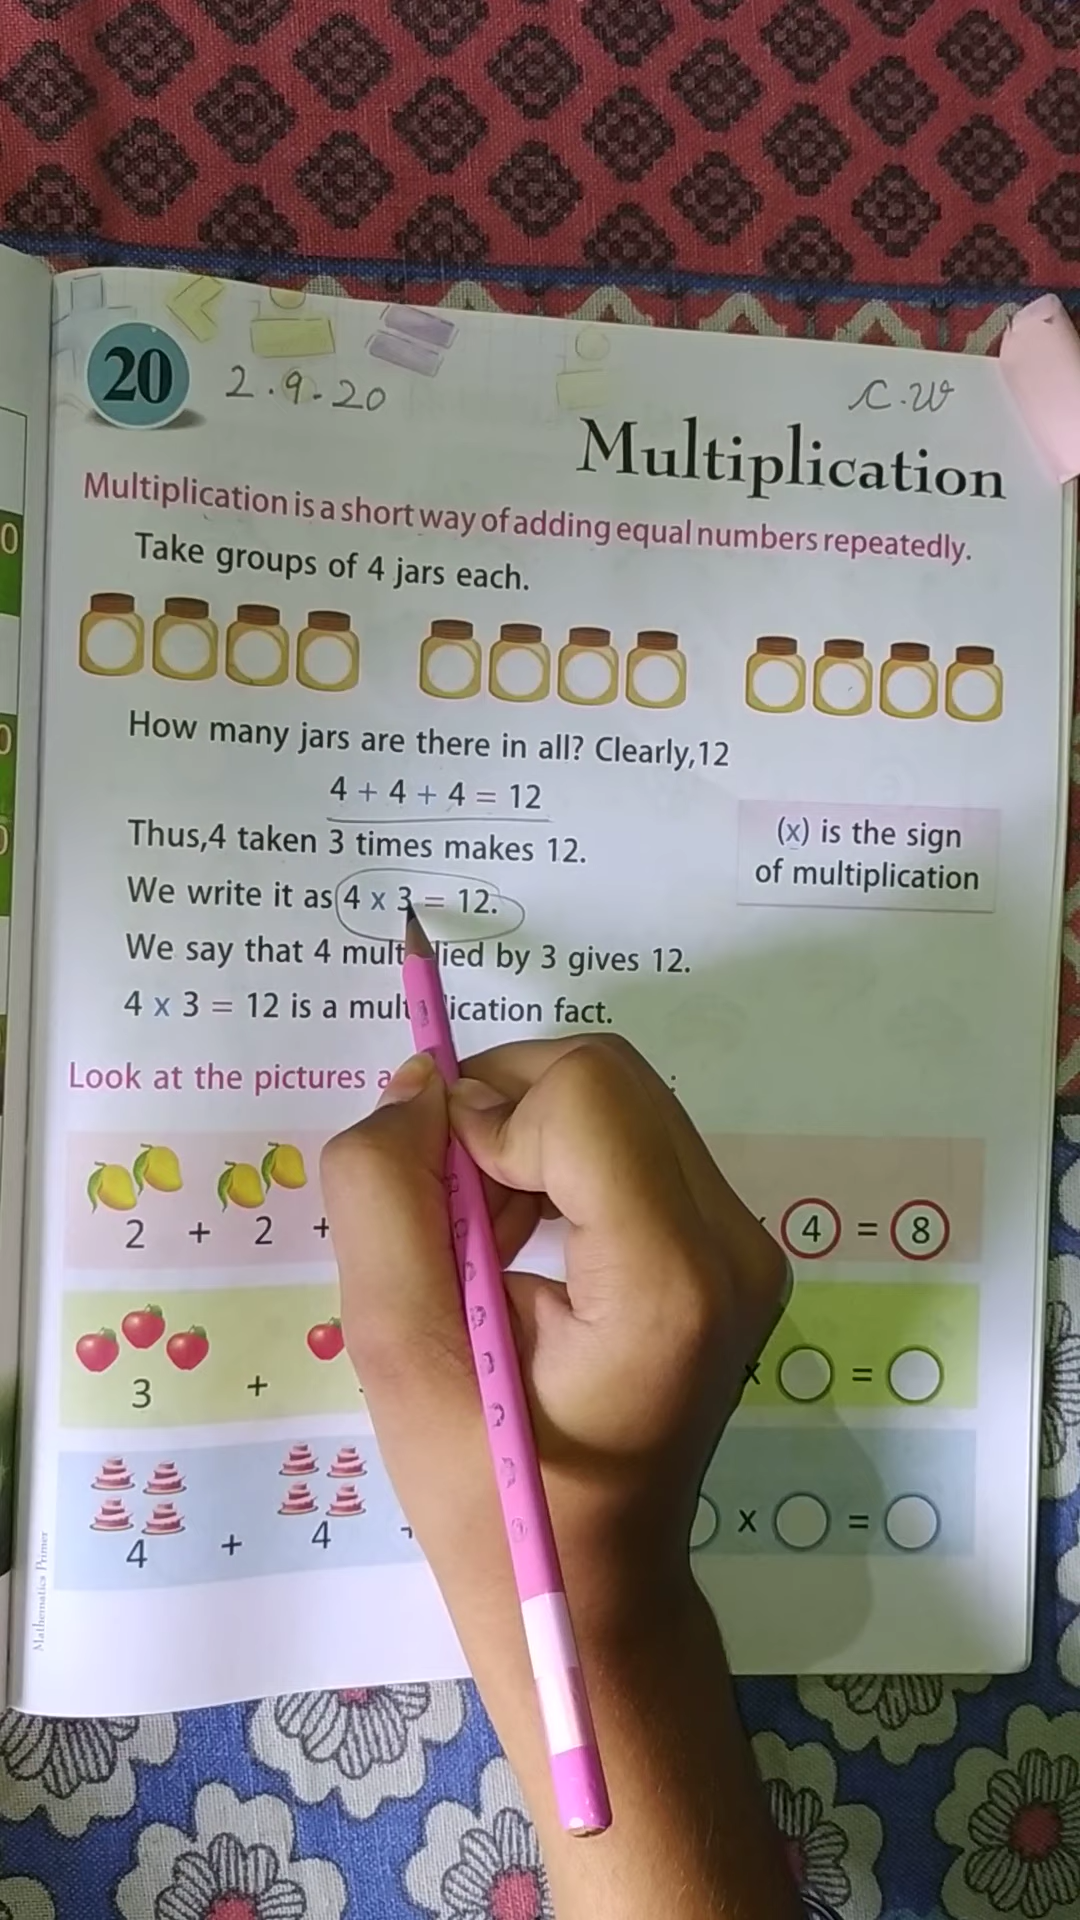 20 2.9.20 C.W
Multiplication
Multiplication is a short way of adding equal numbers repeatedly.
Take groups of 4 jars each.
How many jars are there in all? Clearly,12
4 + 4 + 4 = 12
Thus,4 taken 3 times makes 12.
(x) is the sign
of multiplication
We write it as 4 x 3 = 12.
We say that 4 by 3 gives 12.
4 x 3 = 12 is a fact.
Look at the pictures
2 + 2 + 4 = 8
3 + x =
4 + 4 x =
Mathematics Primer